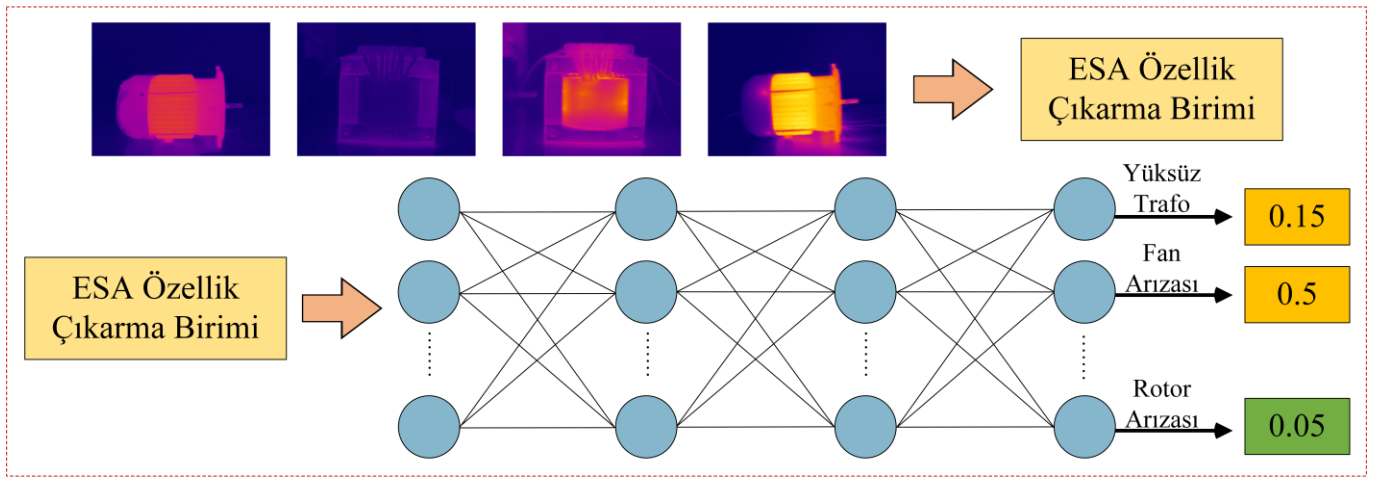 ESA Özellik
Çıkarma Birimi
ESA Özellik
Çıkarma Birimi
Yüksüz
Trafo
0.15
Fan
Arızası
0.5
Rotor
Arızası
0.05